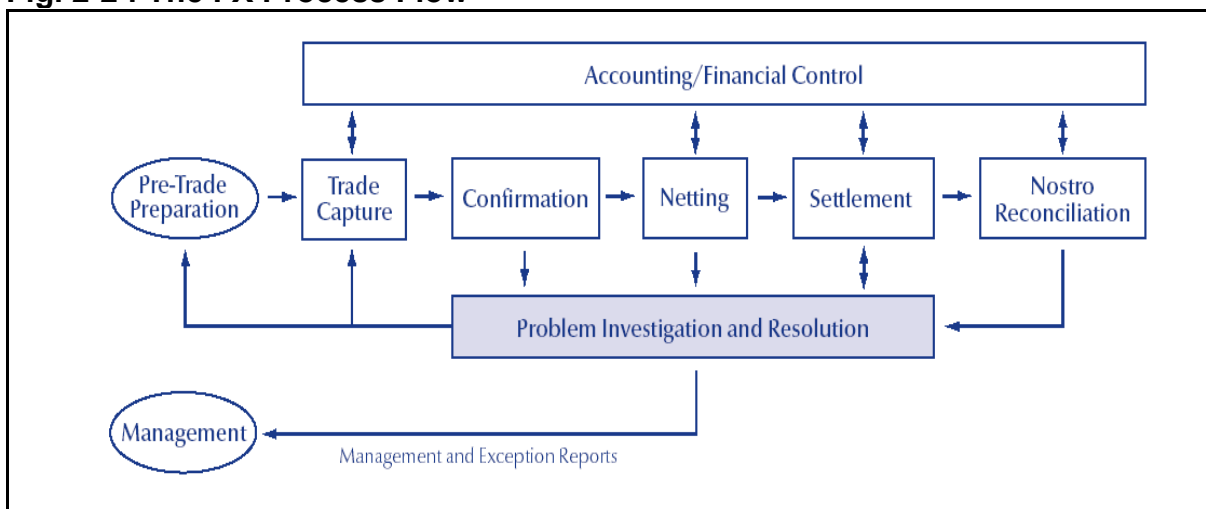 Accounting/Financial Control
Pre-Trade
Preparation
Trade
Capture
Confirmation
Netting
Settlement
Nostro
Reconciliation
Problem Investigation and Resolution
Management
Management and Exception Reports